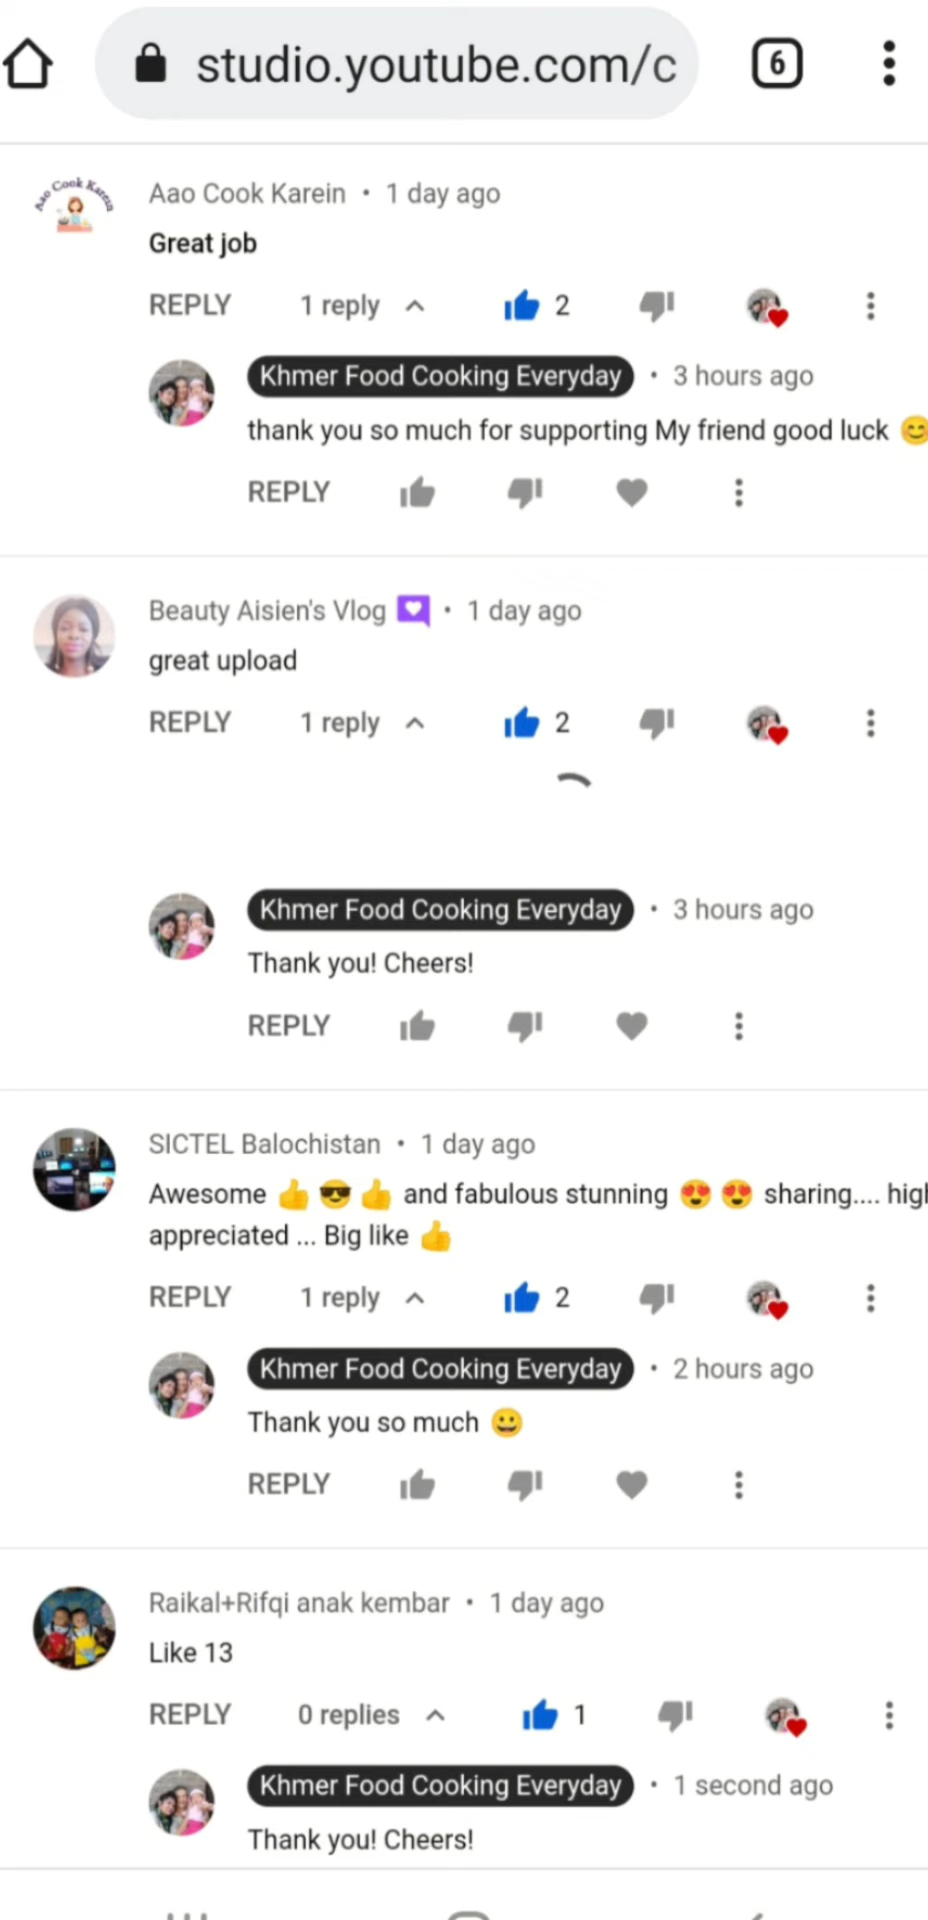 studio.youtube.com/c
6
Aao Cook Karein
Aao Cook Karein • 1 day ago
Great job
REPLY 1 reply 2
Khmer Food Cooking Everyday • 3 hours ago
thank you so much for supporting My friend good luck 😊
REPLY
Beauty Aisien's Vlog • 1 day ago
great upload
REPLY 1 reply 2
Khmer Food Cooking Everyday • 3 hours ago
Thank you! Cheers!
REPLY
SICTEL Balochistan • 1 day ago
Awesome 👍😎👍 and fabulous stunning 😍😍 sharing.... high
appreciated ... Big like 👍
REPLY 1 reply 2
Khmer Food Cooking Everyday • 2 hours ago
Thank you so much 😀
REPLY
Raikal+Rifqi anak kembar • 1 day ago
Like 13
REPLY 0 replies 1
Khmer Food Cooking Everyday • 1 second ago
Thank you! Cheers!